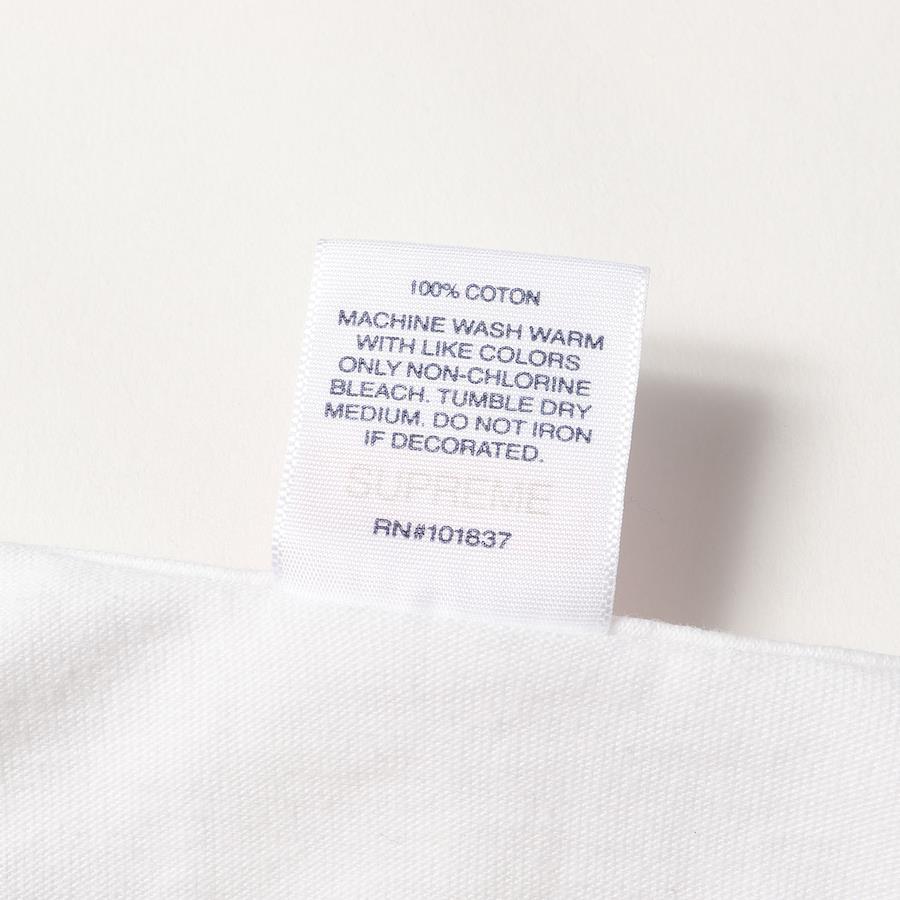 100% COTON
MACHINE WASH WARM
WITH LIKE COLORS
ONLY NON-CHLORINE
BLEACH. TUMBLE DRY
MEDIUM. DO NOT IRON
IF DECORATED.
SUPREME
RN#101837